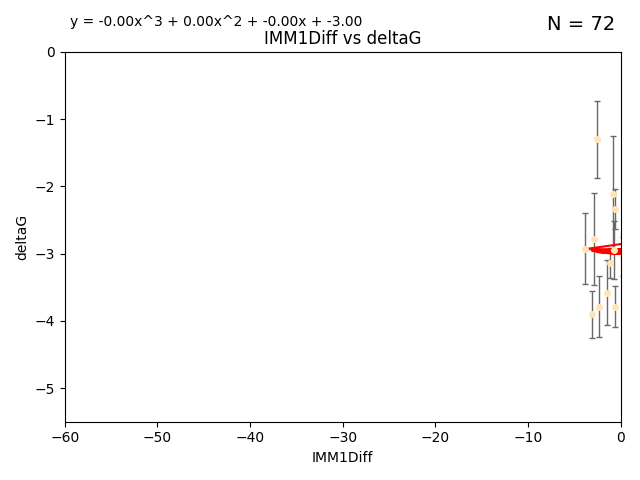 y = -0.00x^3 + 0.00x^2 + -0.00x + -3.00
N = 72
IMM1Diff vs deltaG
0
−1
−2
−3
−4
−5
deltaG
−60 −50 −40 −30 −20 −10 0
IMM1Diff